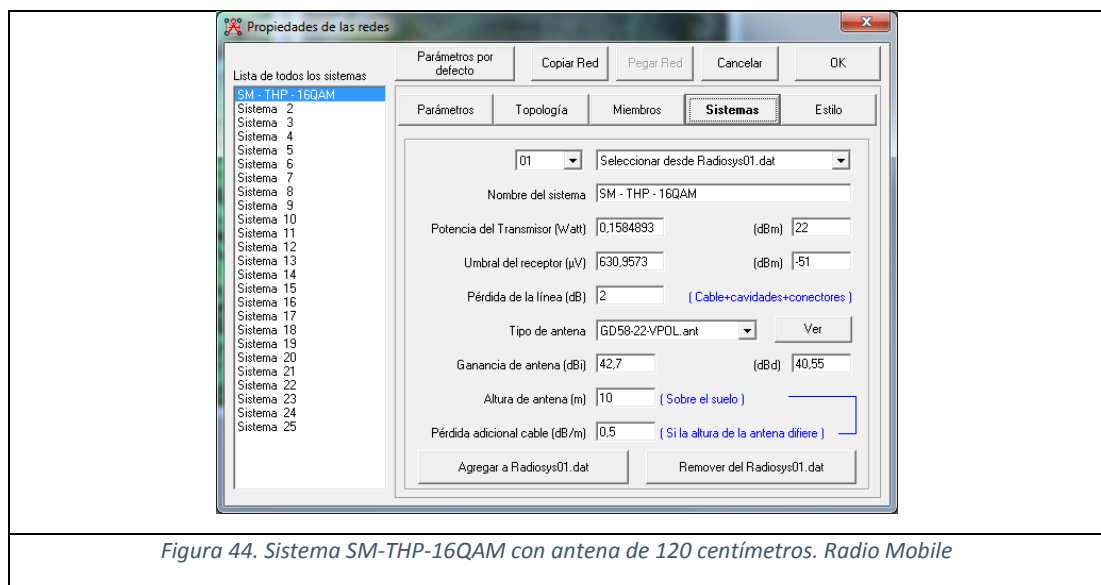 Propiedades de las redes
x
Parámetros por defecto
Copiar Red
Pegar Red
Cancelar
OK
Lista de todos los sistemas
SM - THP - 16QAM
Sistema 2
Sistema 3
Sistema 4
Sistema 5
Sistema 6
Sistema 7
Sistema 8
Sistema 9
Sistema 10
Sistema 11
Sistema 12
Sistema 13
Sistema 14
Sistema 15
Sistema 16
Sistema 17
Sistema 18
Sistema 19
Sistema 20
Sistema 21
Sistema 22
Sistema 23
Sistema 24
Sistema 25
Parámetros
Topología
Miembros
Sistemas
Estilo
01 Seleccionar desde Radiosys01.dat
Nombre del sistema SM - THP - 16QAM
Potencia del Transmisor (Watt) 0,1584893 (dBm) 22
Umbral del receptor (µV) 630,9573 (dBm) -51
Pérdida de la línea (dB) 2 ( Cable+cavidades+conectores )
Tipo de antena GD58-22-VPOL.ant Ver
Ganancia de antena (dBi) 42,7 (dBd) 40,55
Altura de antena (m) 10 ( Sobre el suelo )
Pérdida adicional cable (dB/m) 0,5 ( Si la altura de la antena difiere )
Agregar a Radiosys01.dat
Remover del Radiosys01.dat
Figura 44. Sistema SM-THP-16QAM con antena de 120 centímetros. Radio Mobile